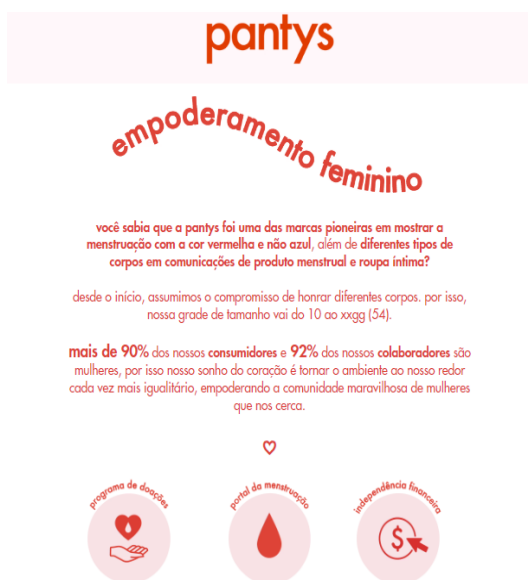 pantys
empoderamento feminino
você sabia que a pantys foi uma das marcas pioneiras em mostrar a
menstruação com a cor vermelha e não azul, além de diferentes tipos de
corpos em comunicações de produto menstrual e roupa íntima?
desde o início, assumimos o compromisso de honrar diferentes corpos. por isso,
nossa grade de tamanho vai do 10 ao xxgg (54).
mais de 90% dos nossos consumidores e 92% dos nossos colaboradores são
mulheres, por isso nosso sonho do coração é tornar o ambiente ao nosso redor
cada vez mais igualitário, empoderando a comunidade maravilhosa de mulheres
que nos cerca.
programa de doações
portal da menstruação
independência financeira
$